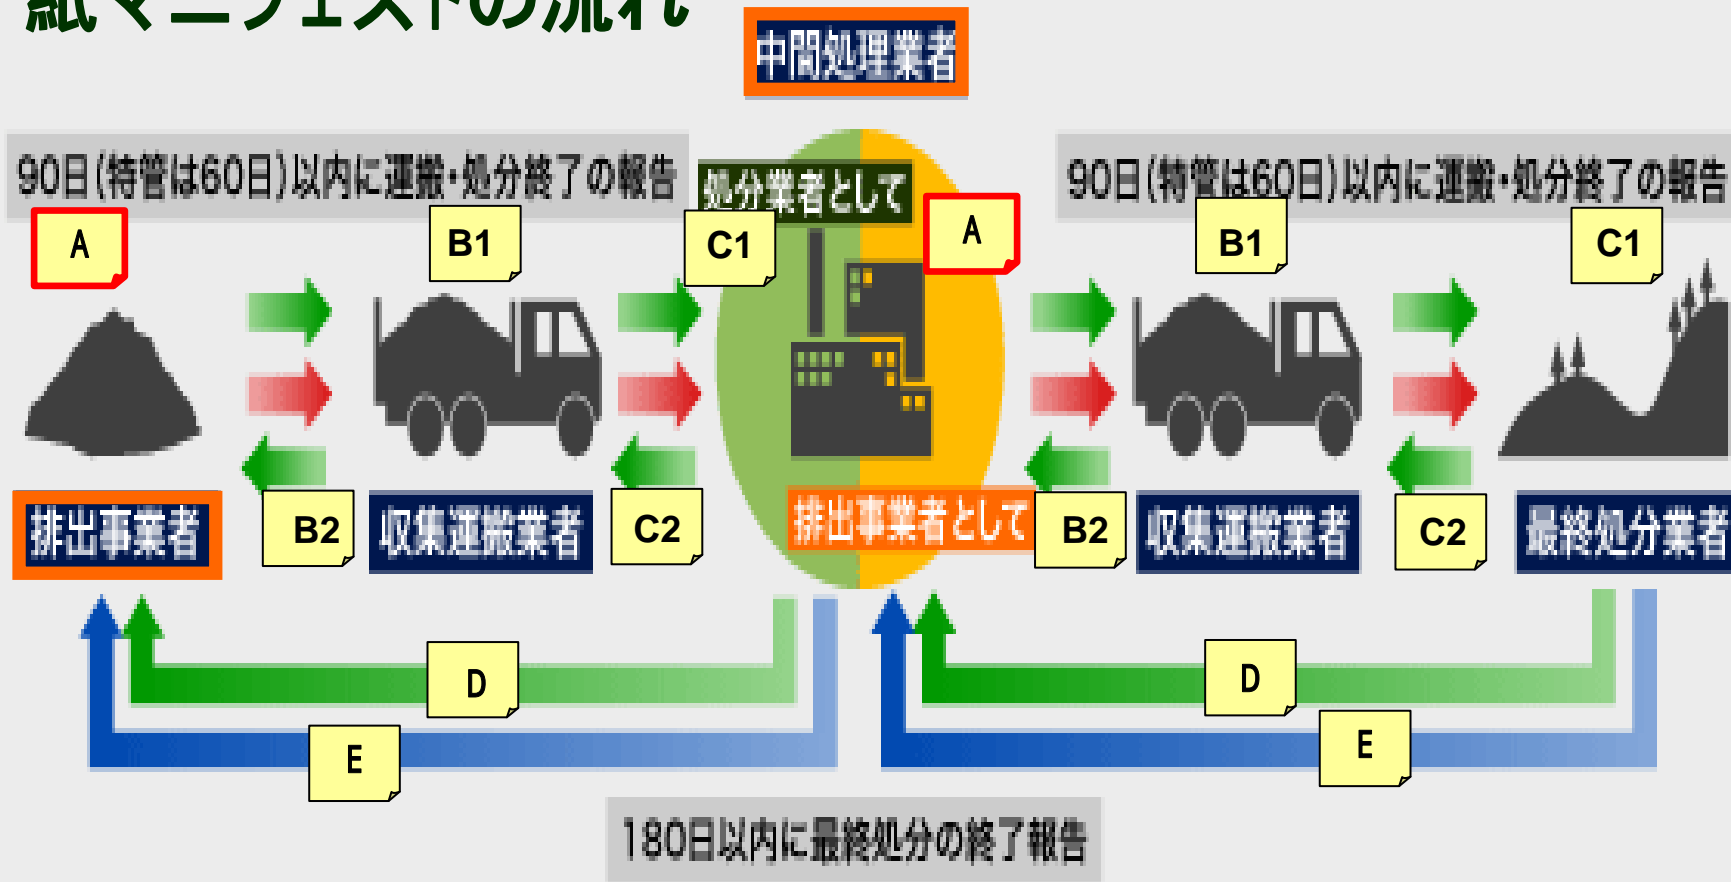 紙マニフェストの流れ
中間処理業者
90日(特管は60日)以内に運搬・処分終了の報告
処分業者として
90日(特管は60日)以内に運搬・処分終了の報告
A
B1
C1
A
B1
C1
排出事業者
B2
収集運搬業者
C2
排出事業者として
B2
収集運搬業者
C2
最終処分業者
D
D
E
E
180日以内に最終処分の終了報告